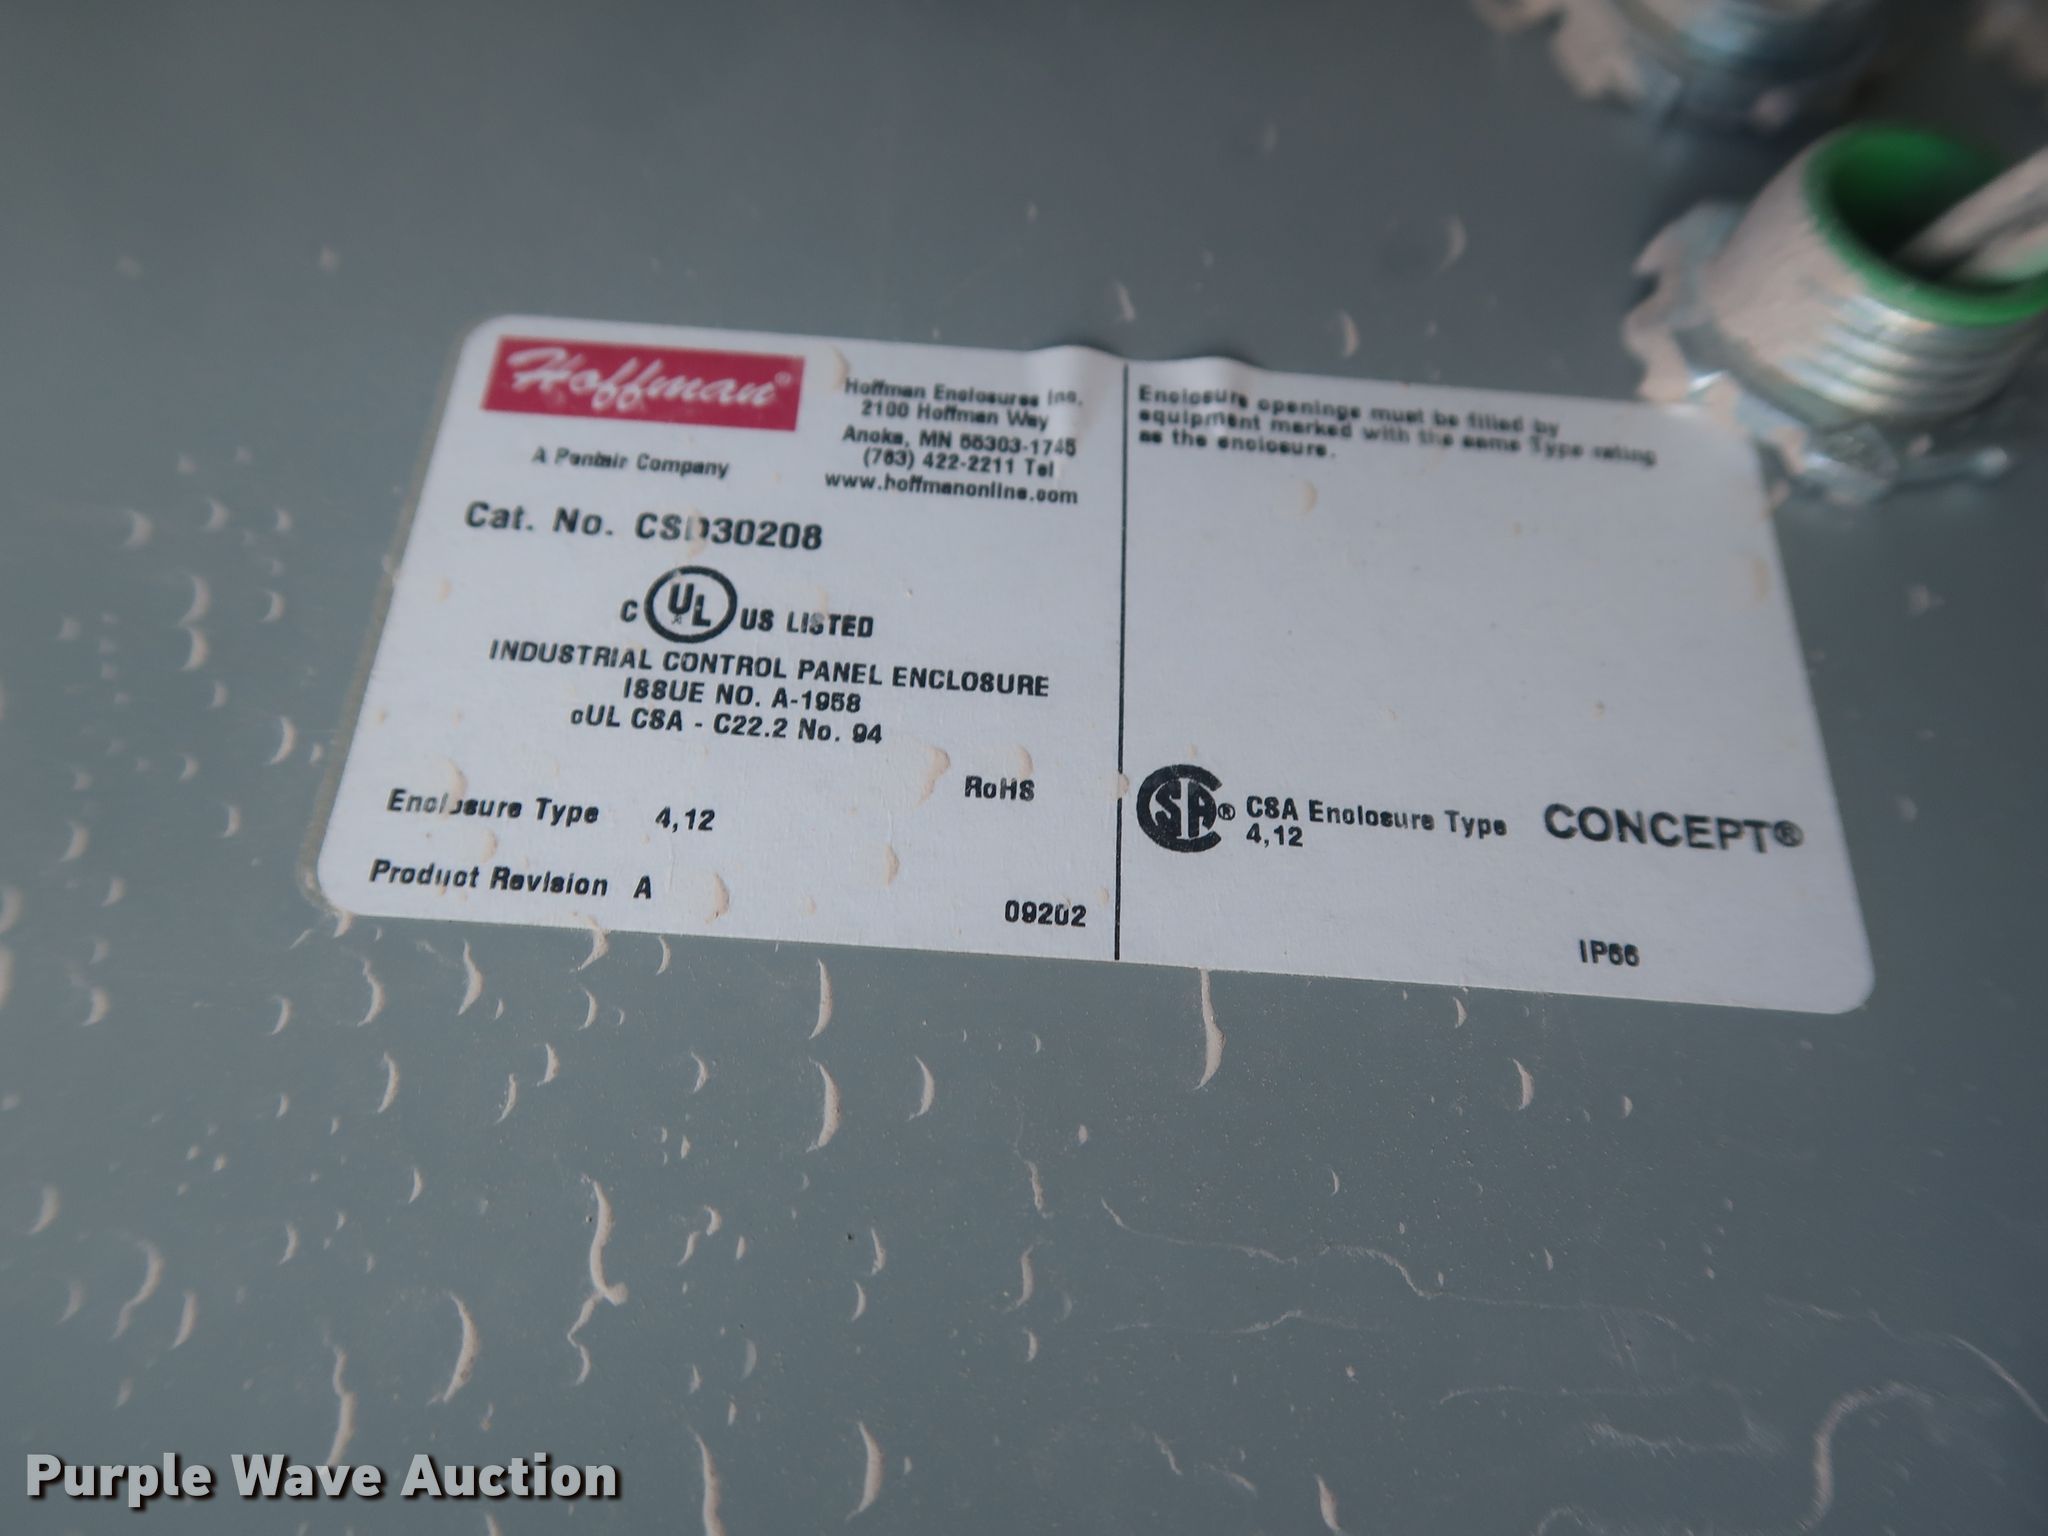 Hoffman®
A Pentair Company
Hoffman Enclosures Inc.
2100 Hoffman Way
Anoka, MN 55303-1745
(763) 422-2211 Tel
www.hoffmanonline.com
Cat. No. CSD30208
C UL US LISTED
INDUSTRIAL CONTROL PANEL ENCLOSURE
ISSUE NO. A-1958
cUL CSA - C22.2 No. 94
RoHS
Enclosure Type 4,12
Product Revision A
09202
Enclosure openings must be filled by
equipment marked with the same Type rating
as the enclosure.
CSA® CSA Enclosure Type
4,12
CONCEPT®
IP66
Purple Wave Auction